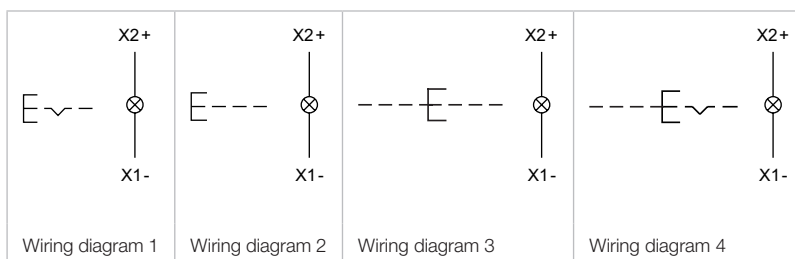 X2+
X1-
Wiring diagram 1
X2+
X1-
Wiring diagram 2
X2+
X1-
Wiring diagram 3
X2+
X1-
Wiring diagram 4